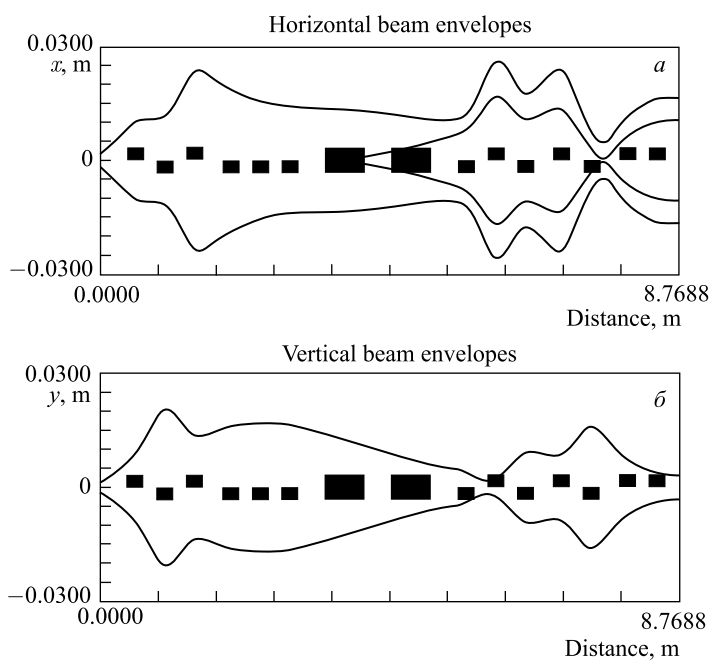 Horizontal beam envelopes
0.0300
x, m
а
0
−0.0300
0.0000
8.7688
Distance, m
Vertical beam envelopes
0.0300
y, m
б
0
−0.0300
0.0000
8.7688
Distance, m